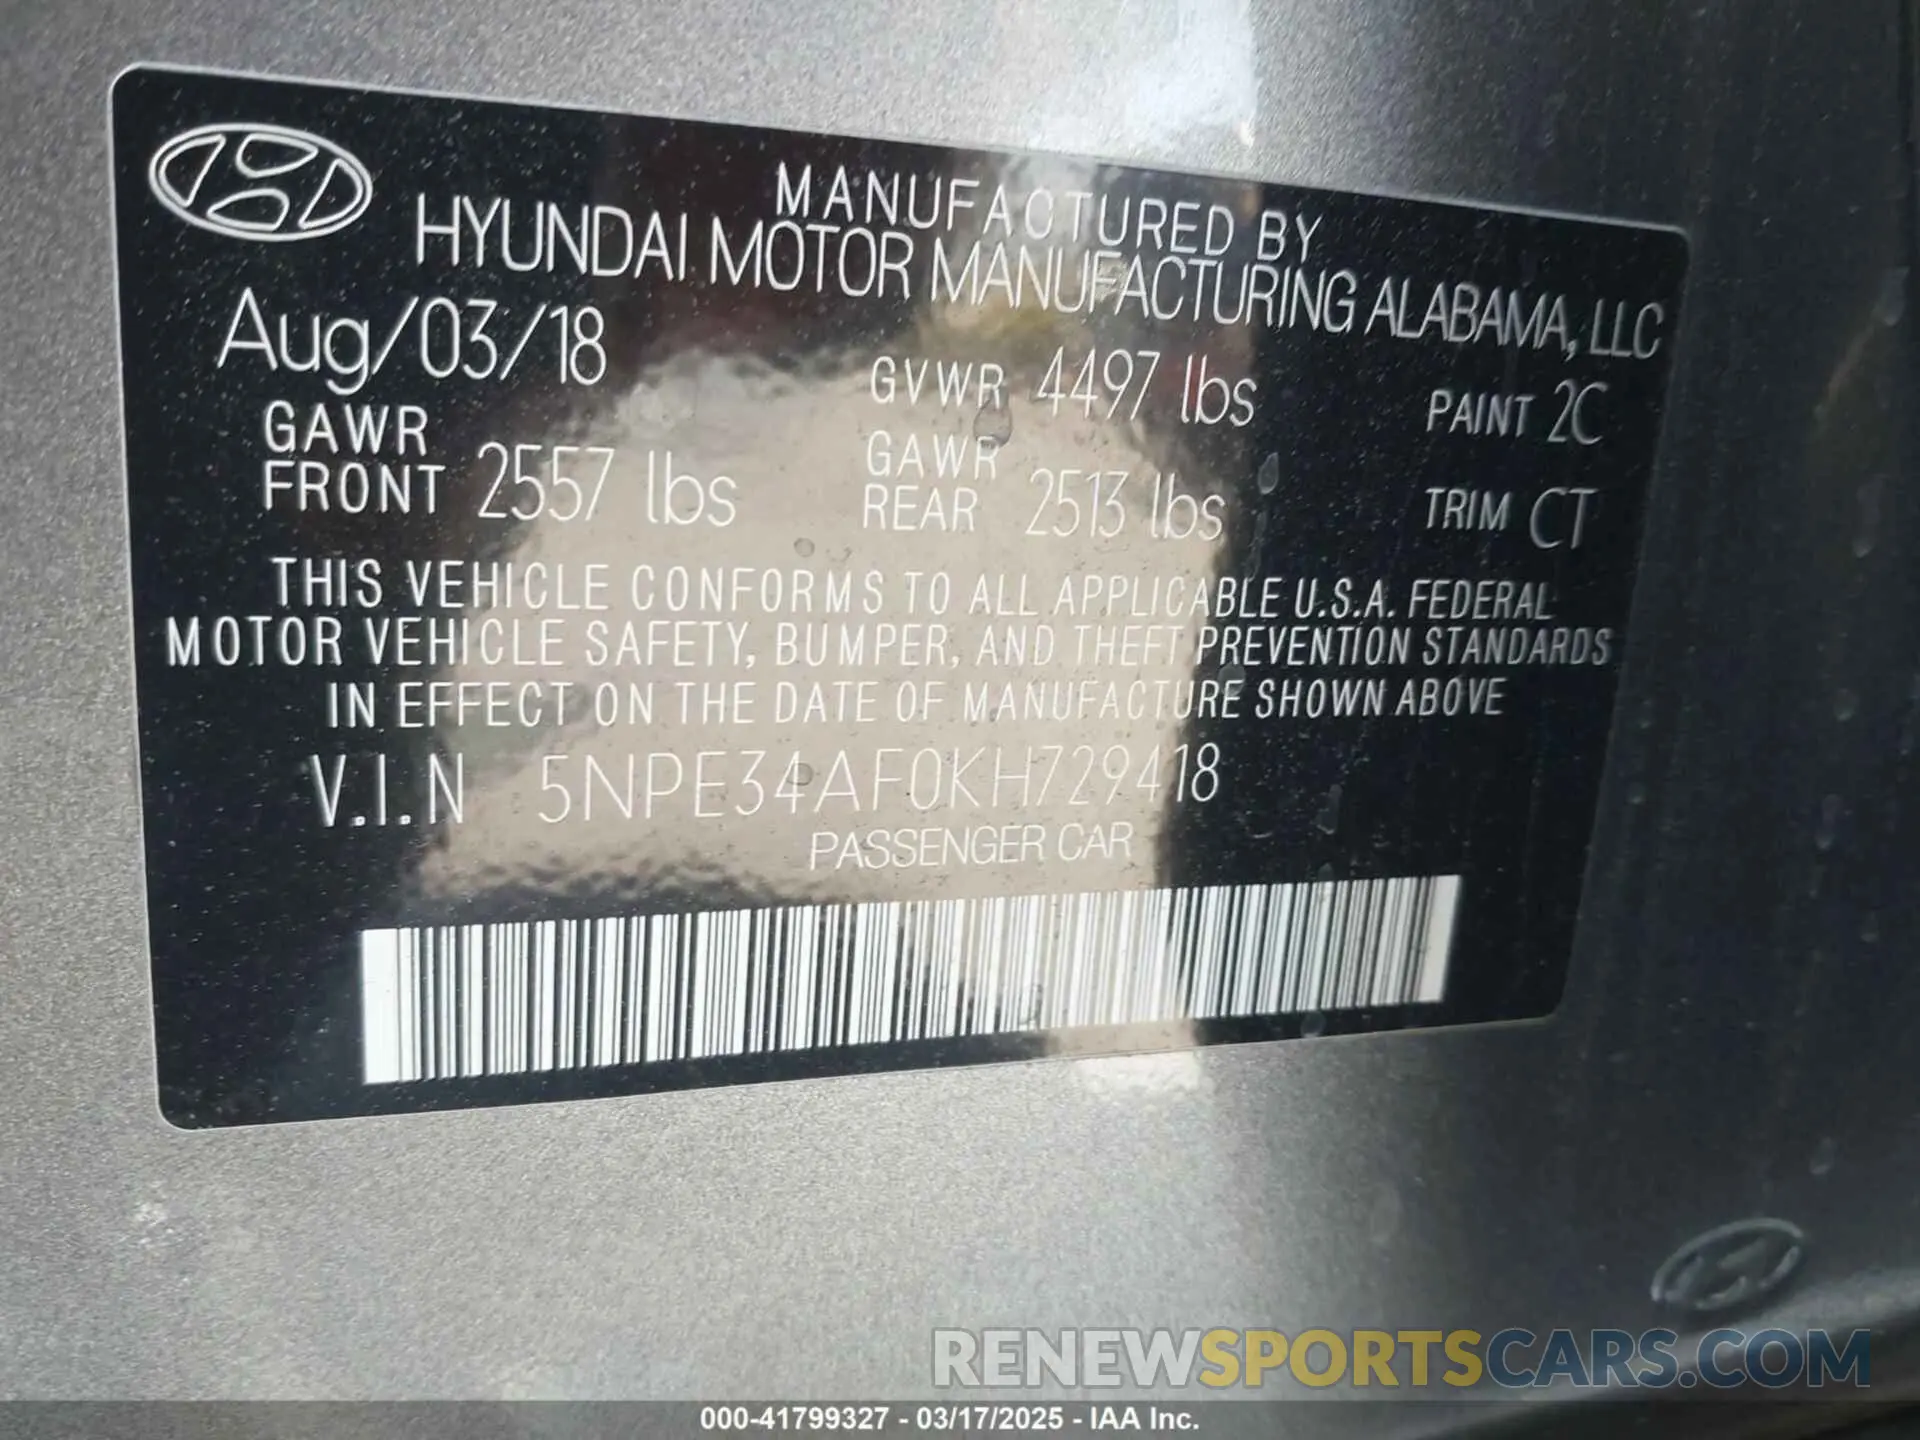 MANUFACTURED BY
HYUNDAI MOTOR MANUFACTURING ALABAMA, LLC
Aug/03/18
GVWR 4497 lbs PAINT 2C
GAWR FRONT 2557 lbs GAWR REAR 2513 lbs TRIM CT
THIS VEHICLE CONFORMS TO ALL APPLICABLE U.S.A. FEDERAL
MOTOR VEHICLE SAFETY, BUMPER, AND THEFT PREVENTION STANDARDS
IN EFFECT ON THE DATE OF MANUFACTURE SHOWN ABOVE
V.I.N 5NPE34AF0KH729418
PASSENGER CAR
RENEWSPORTSCARS.COM
000-41799327 - 03/17/2025 - IAA Inc.